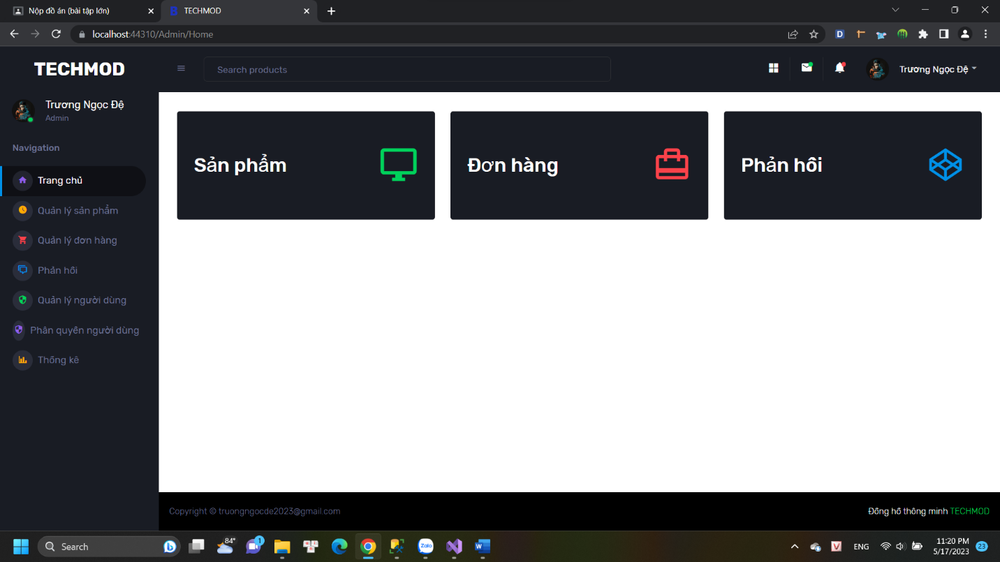 Nộp đồ án (bài tập lớn)
TECHMOD
localhost:44310/Admin/Home
D
TECHMOD
Search products
Trương Ngọc Đệ
Trương Ngọc Đệ
Admin
Navigation
Trang chủ
Quản lý sản phẩm
Quản lý đơn hàng
Phản hồi
Quản lý người dùng
Phân quyền người dùng
Thống kê
Sản phẩm
Đơn hàng
Phản hồi
Copyright © truongngocde2023@gmail.com
Đồng hồ thông minh TECHMOD
Search
84°
1
Zalo
W
V
ENG
11:20 PM
5/17/2023
23